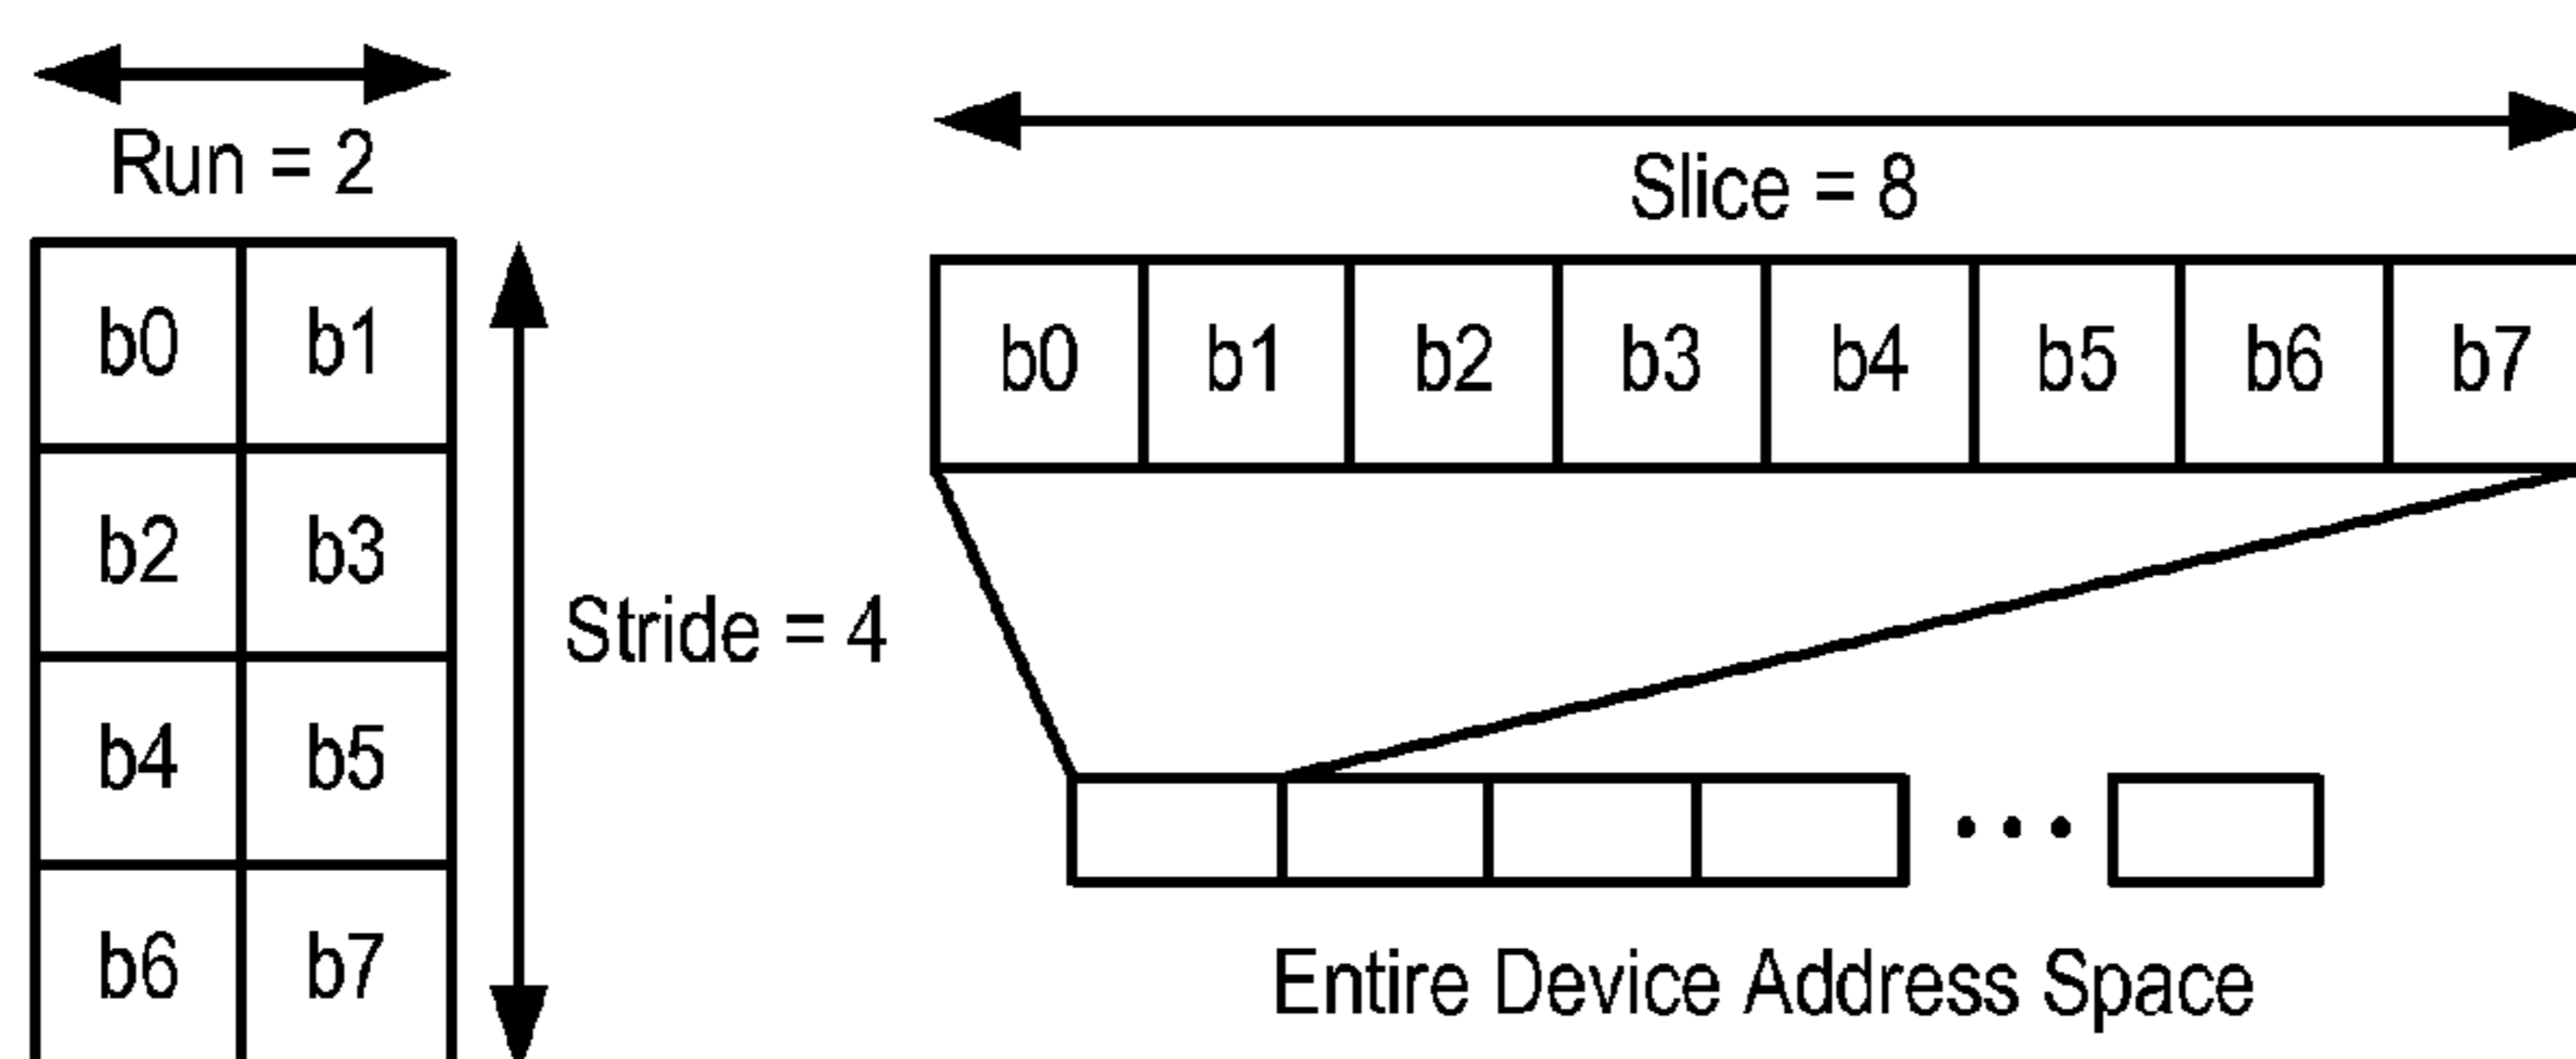 Run = 2
b0 b1
b2 b3
b4 b5
b6 b7
Stride = 4
Slice = 8
b0 b1 b2 b3 b4 b5 b6 b7
Entire Device Address Space